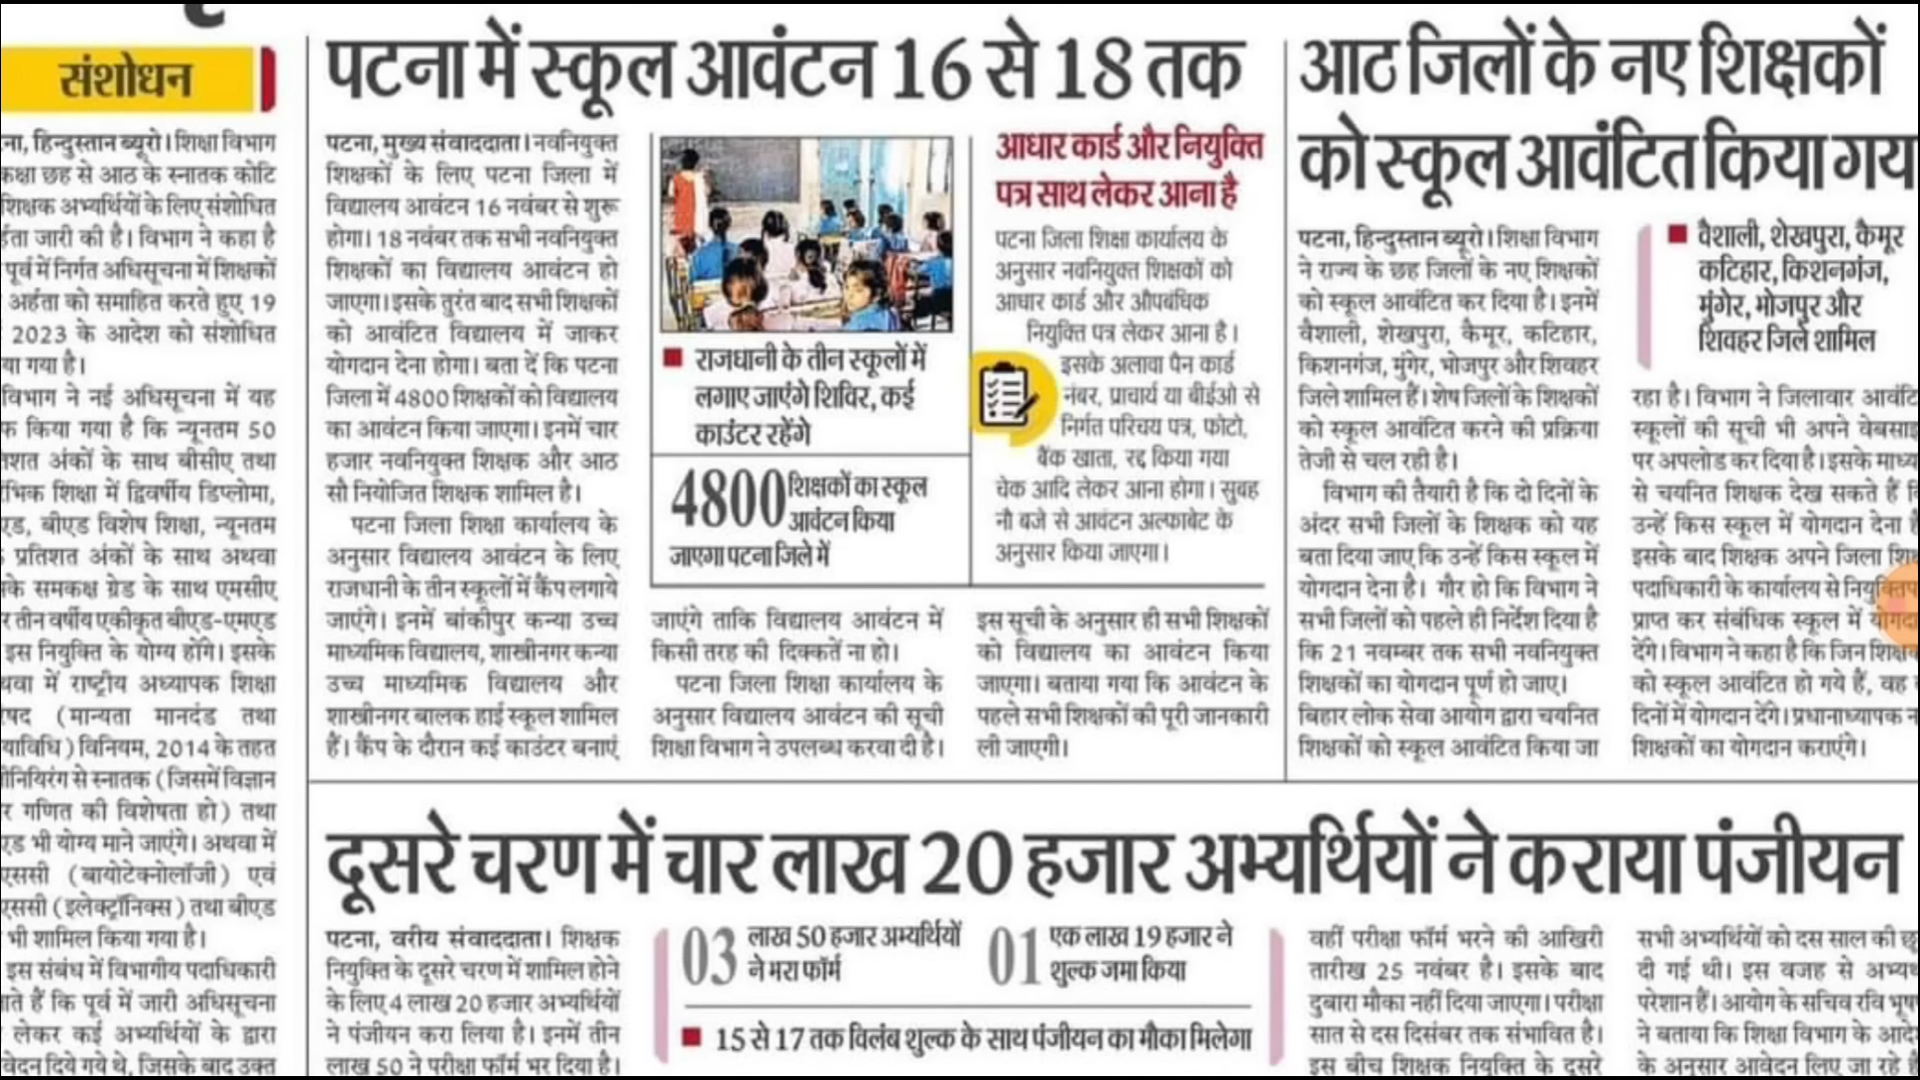 संशोधन
हिन्दुस्तान ब्यूरो। शिक्षा विभाग
छह से आठ के स्नातक कोटि
शिक्षक अभ्यर्थियों के लिए संशोधित
जारी की है। विभाग ने कहा है
पूर्व में निर्गत अधिसूचना में शिक्षकों
अर्हता को समाहित करते हुए 19
2023 के आदेश को संशोधित
गया है।
विभाग ने नई अधिसूचना में यह
किया गया है कि न्यूनतम 50
अंकों के साथ बीसीए तथा
शिक्षा में द्विवर्षीय डिप्लोमा,
बीएड विशेष शिक्षा, न्यूनतम
प्रतिशत अंकों के साथ अथवा
समकक्ष ग्रेड के साथ एमसीए
तीन वर्षीय एकीकृत बीएड-एमएड
इस नियुक्ति के योग्य होंगे। इसके
में राष्ट्रीय अध्यापक शिक्षा
(मान्यता मानदंड तथा
विनियम, 2014 के तहत
से स्नातक (जिसमें विज्ञान
गणित की विशेषता हो) तथा
भी योग्य माने जाएंगे। अथवा में
(बायोटेक्नोलॉजी) एवं
(इलेक्ट्रॉनिक्स) तथा बीएड
भी शामिल किया गया है।
इस संबंध में विभागीय पदाधिकारी
हैं कि पूर्व में जारी अधिसूचना
लेकर कई अभ्यर्थियों के द्वारा
दिये गये थे, जिसके बाद उक्त
पटना में स्कूल आवंटन 16 से 18 तक
पटना, मुख्य संवाददाता। नवनियुक्त
शिक्षकों के लिए पटना जिला में
विद्यालय आवंटन 16 नवंबर से शुरू
होगा। 18 नवंबर तक सभी नवनियुक्त
शिक्षकों का विद्यालय आवंटन हो
जाएगा। इसके तुरंत बाद सभी शिक्षकों
को आवंटित विद्यालय में जाकर
योगदान देना होगा। बता दें कि पटना
जिला में 4800 शिक्षकों को विद्यालय
का आवंटन किया जाएगा। इनमें चार
हजार नवनियुक्त शिक्षक और आठ
सौ नियोजित शिक्षक शामिल है।
पटना जिला शिक्षा कार्यालय के
अनुसार विद्यालय आवंटन के लिए
राजधानी के तीन स्कूलों में कैंप लगाये
जाएंगे। इनमें बांकीपुर कन्या उच्च
माध्यमिक विद्यालय, शास्त्रीनगर कन्या
उच्च माध्यमिक विद्यालय और
शास्त्रीनगर बालक हाई स्कूल शामिल
हैं। कैंप के दौरान कई काउंटर बनाएं
राजधानी के तीन स्कूलों में
लगाए जाएंगे शिविर, कई
काउंटर रहेंगे
4800 शिक्षकों का स्कूल
आवंटन किया
जाएगा पटना जिले में
आधार कार्ड और नियुक्ति
पत्र साथ लेकर आना है
पटना जिला शिक्षा कार्यालय के
अनुसार नवनियुक्त शिक्षकों को
आधार कार्ड और औपबंधिक
नियुक्ति पत्र लेकर आना है।
इसके अलावा पैन कार्ड
नंबर, प्राचार्य या बीईओ से
निर्गत परिचय पत्र, फोटो,
बैंक खाता, रद्द किया गया
चेक आदि लेकर आना होगा। सुबह
नौ बजे से आवंटन अल्फाबेट के
अनुसार किया जाएगा।
जाएंगे ताकि विद्यालय आवंटन में
किसी तरह की दिक्कतें ना हो।
पटना जिला शिक्षा कार्यालय के
अनुसार विद्यालय आवंटन की सूची
शिक्षा विभाग ने उपलब्ध करवा दी है।
इस सूची के अनुसार ही सभी शिक्षकों
को विद्यालय का आवंटन किया
जाएगा। बताया गया कि आवंटन के
पहले सभी शिक्षकों की पूरी जानकारी
ली जाएगी।
आठ जिलों के नए शिक्षकों
को स्कूल आवंटित किया गय
पटना, हिन्दुस्तान ब्यूरो। शिक्षा विभाग
ने राज्य के छह जिलों के नए शिक्षकों
को स्कूल आवंटित कर दिया है। इनमें
वैशाली, शेखपुरा, कैमूर, कटिहार,
किशनगंज, मुंगेर, भोजपुर और शिवहर
जिले शामिल हैं। शेष जिलों के शिक्षकों
को स्कूल आवंटित करने की प्रक्रिया
तेजी से चल रही है।
विभाग की तैयारी है कि दो दिनों के
अंदर सभी जिलों के शिक्षक को यह
बता दिया जाए कि उन्हें किस स्कूल में
योगदान देना है। गौर हो कि विभाग ने
सभी जिलों को पहले ही निर्देश दिया है
कि 21 नवम्बर तक सभी नवनियुक्त
शिक्षकों का योगदान पूर्ण हो जाए।
बिहार लोक सेवा आयोग द्वारा चयनित
शिक्षकों को स्कूल आवंटित किया जा
वैशाली, शेखपुरा, कैमूर
कटिहार, किशनगंज,
मुंगेर, भोजपुर और
शिवहर जिले शामिल
रहा है। विभाग ने जिलावार आवंटि
स्कूलों की सूची भी अपने वेबसाइ
पर अपलोड कर दिया है। इसके माध्य
से चयनित शिक्षक देख सकते हैं
उन्हें किस स्कूल में योगदान देना
इसके बाद शिक्षक अपने जिला
पदाधिकारी के कार्यालय से
प्राप्त कर संबंधिक स्कूल में
देंगे। विभाग ने कहा है कि जिन
को स्कूल आवंटित हो गये हैं, वह
दिनों में योगदान देंगे। प्रधानाध्यापक
शिक्षकों का योगदान कराएंगे।
दूसरे चरण में चार लाख 20 हजार अभ्यर्थियों ने कराया पंजीयन
पटना, वरीय संवाददाता। शिक्षक
नियुक्ति के दूसरे चरण में शामिल होने
के लिए 4 लाख 20 हजार अभ्यर्थियों
ने पंजीयन करा लिया है। इनमें तीन
लाख 50 ने परीक्षा फॉर्म भर दिया है।
03 लाख 50 हजार अभ्यर्थियों
ने भरा फॉर्म
01 एक लाख 19 हजार ने
शुल्क जमा किया
15 से 17 तक विलंब शुल्क के साथ पंजीयन का मौका मिलेगा
वहीं परीक्षा फॉर्म भरने की आखिरी
तारीख 25 नवंबर है। इसके बाद
दुबारा मौका नहीं दिया जाएगा। परीक्षा
सात से दस दिसंबर तक संभावित है।
इस बीच शिक्षक नियुक्ति के दूसरे
सभी अभ्यर्थियों को दस साल की
दी गई थी। इस वजह से
परेशान हैं। आयोग के सचिव रवि
ने बताया कि शिक्षा विभाग के
के अनुसार आवेदन लिए जा रहे